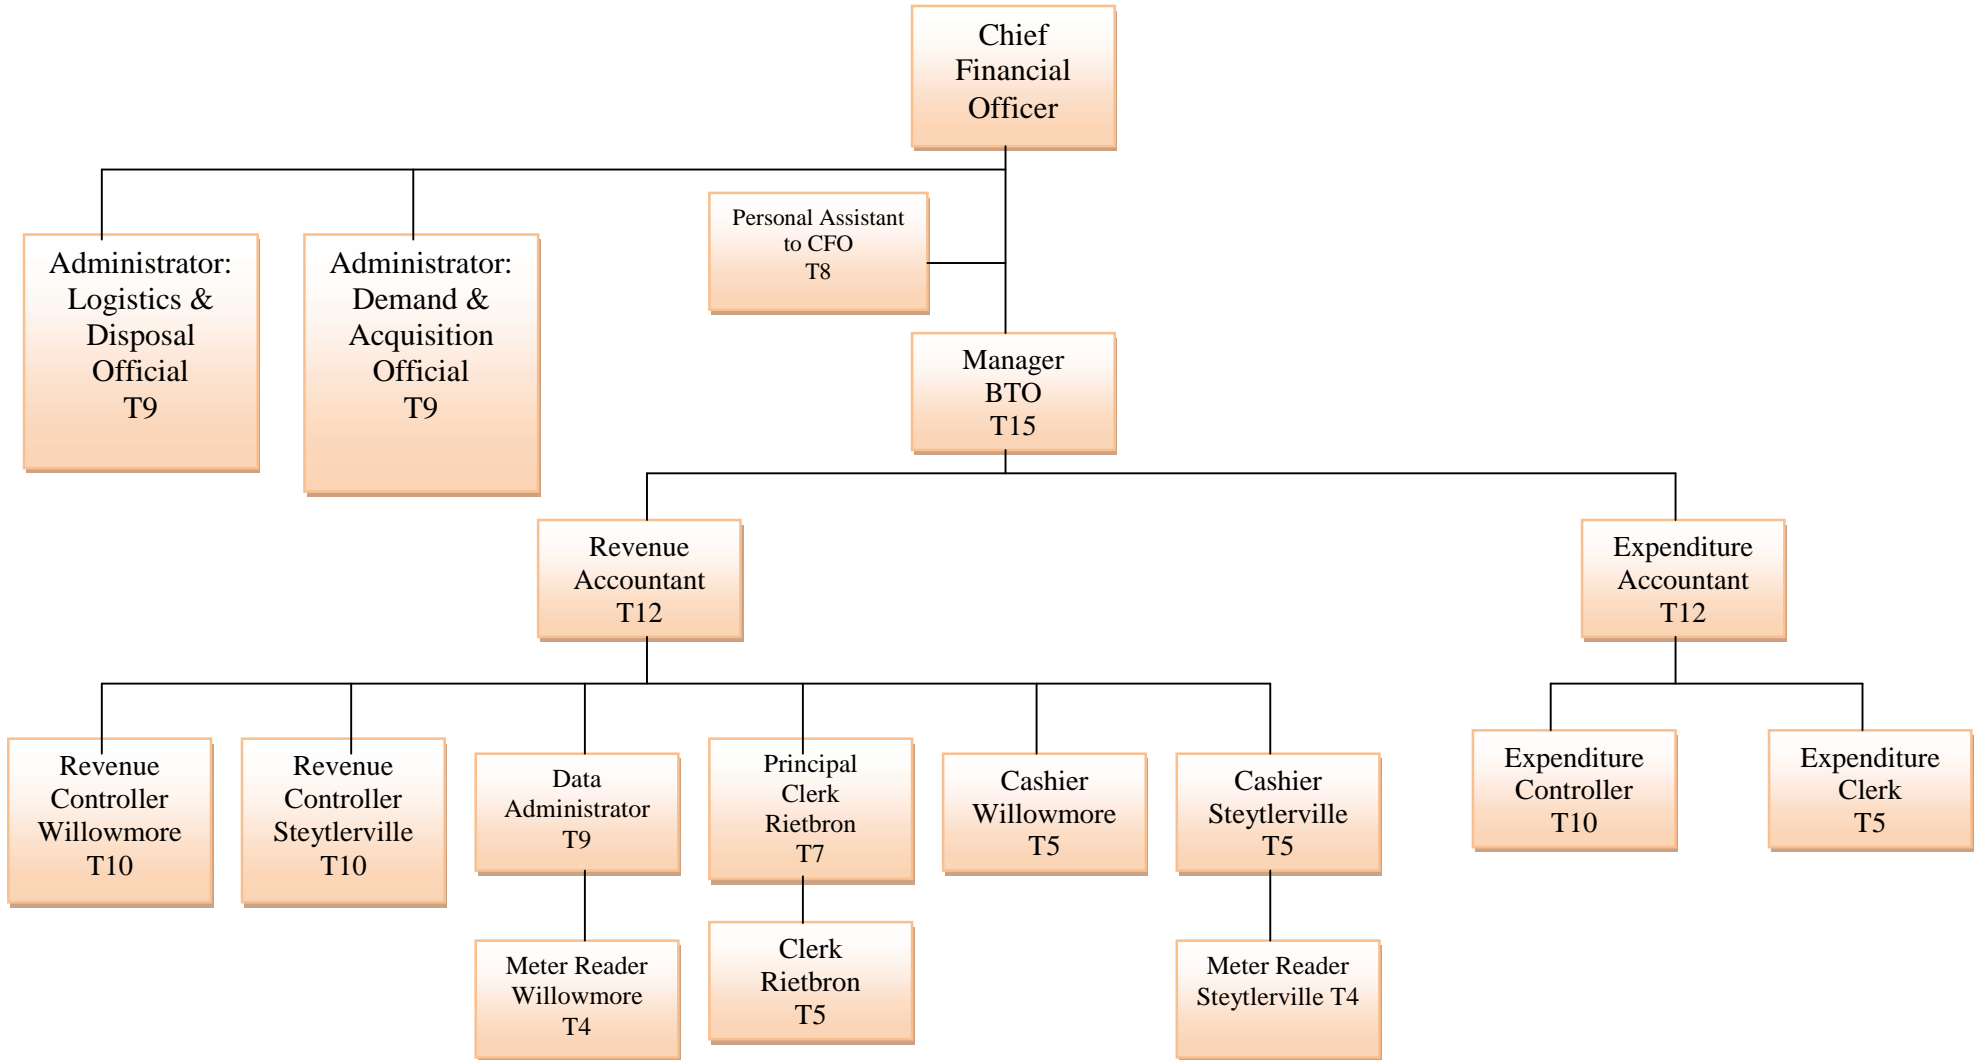 Chief
Financial
Officer
Personal Assistant
to CFO
T8
Administrator:
Logistics &
Disposal
Official
T9
Administrator:
Demand &
Acquisition
Official
T9
Manager
BTO
T15
Revenue
Accountant
T12
Expenditure
Accountant
T12
Revenue
Controller
Willowmore
T10
Revenue
Controller
Steytlerville
T10
Data
Administrator
T9
Principal
Clerk
Rietbron
T7
Cashier
Willowmore
T5
Cashier
Steytlerville
T5
Expenditure
Controller
T10
Expenditure
Clerk
T5
Meter Reader
Willowmore
T4
Clerk
Rietbron
T5
Meter Reader
Steytlerville T4